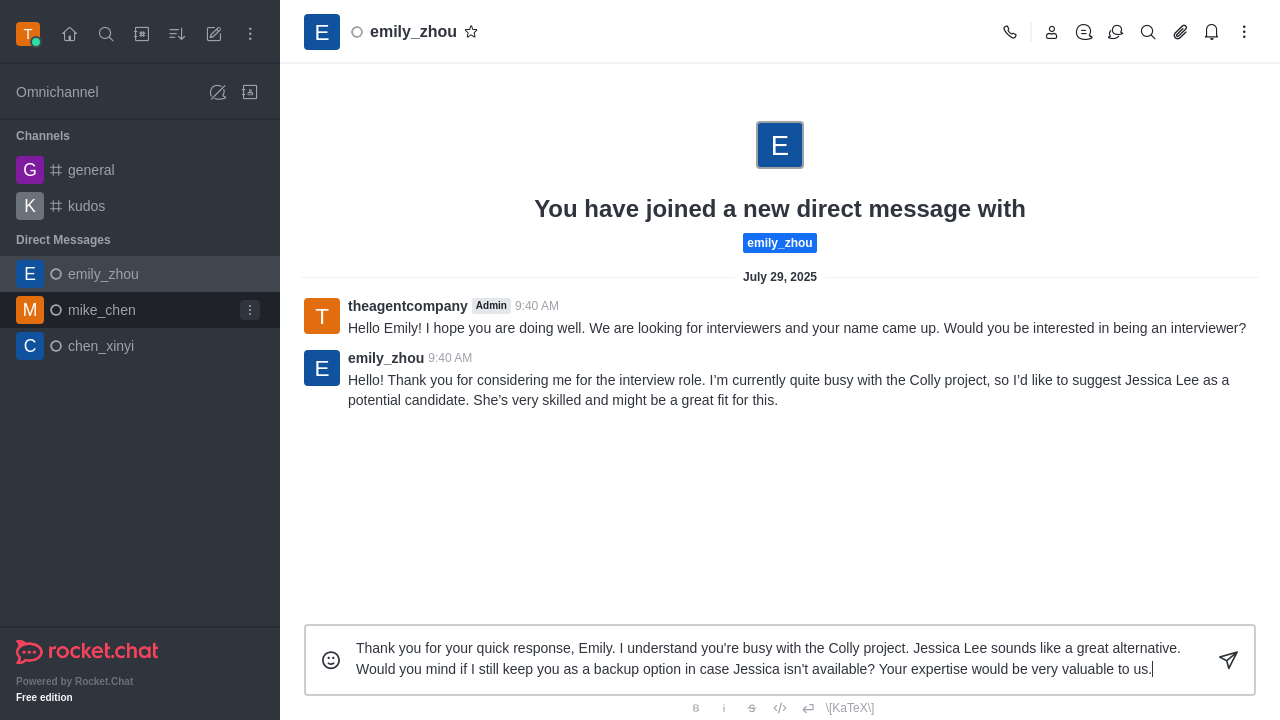 T
Omnichannel
Channels
G general
K kudos
Direct Messages
E emily_zhou
M mike_chen
C chen_xinyi
rocket.chat
Powered by Rocket.Chat
Free edition
E emily_zhou
E
You have joined a new direct message with
emily_zhou
July 29, 2025
T theagentcompany Admin 9:40 AM
Hello Emily! I hope you are doing well. We are looking for interviewers and your name came up. Would you be interested in being an interviewer?
E emily_zhou 9:40 AM
Hello! Thank you for considering me for the interview role. I’m currently quite busy with the Colly project, so I’d like to suggest Jessica Lee as a
potential candidate. She’s very skilled and might be a great fit for this.
Thank you for your quick response, Emily. I understand you're busy with the Colly project. Jessica Lee sounds like a great alternative.
Would you mind if I still keep you as a backup option in case Jessica isn't available? Your expertise would be very valuable to us.
B i S \[KaTeX\]